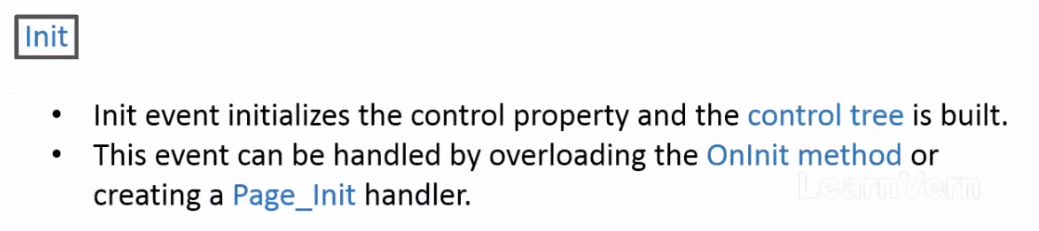 Init
• Init event initializes the control property and the control tree is built.
• This event can be handled by overloading the OnInit method or
creating a Page_Init handler.
LearnVern